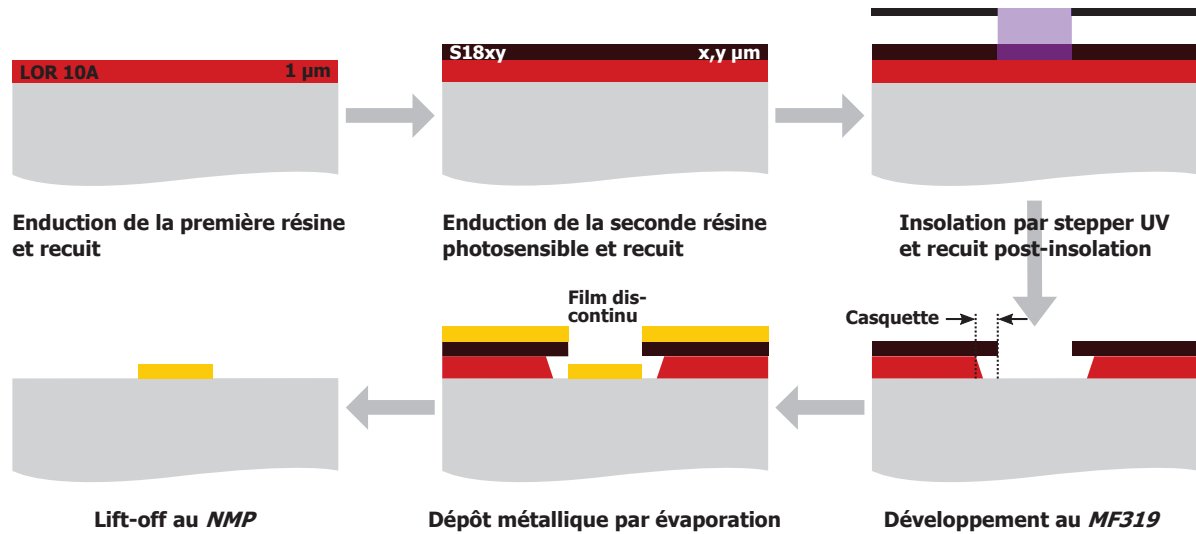 LOR 10A 1 µm
Enduction de la première résine
et recuit
S18xy x,y µm
Enduction de la seconde résine
photosensible et recuit
Insolation par stepper UV
et recuit post-insolation
Casquette
Développement au MF319
Film dis-
continu
Dépôt métallique par évaporation
Lift-off au NMP